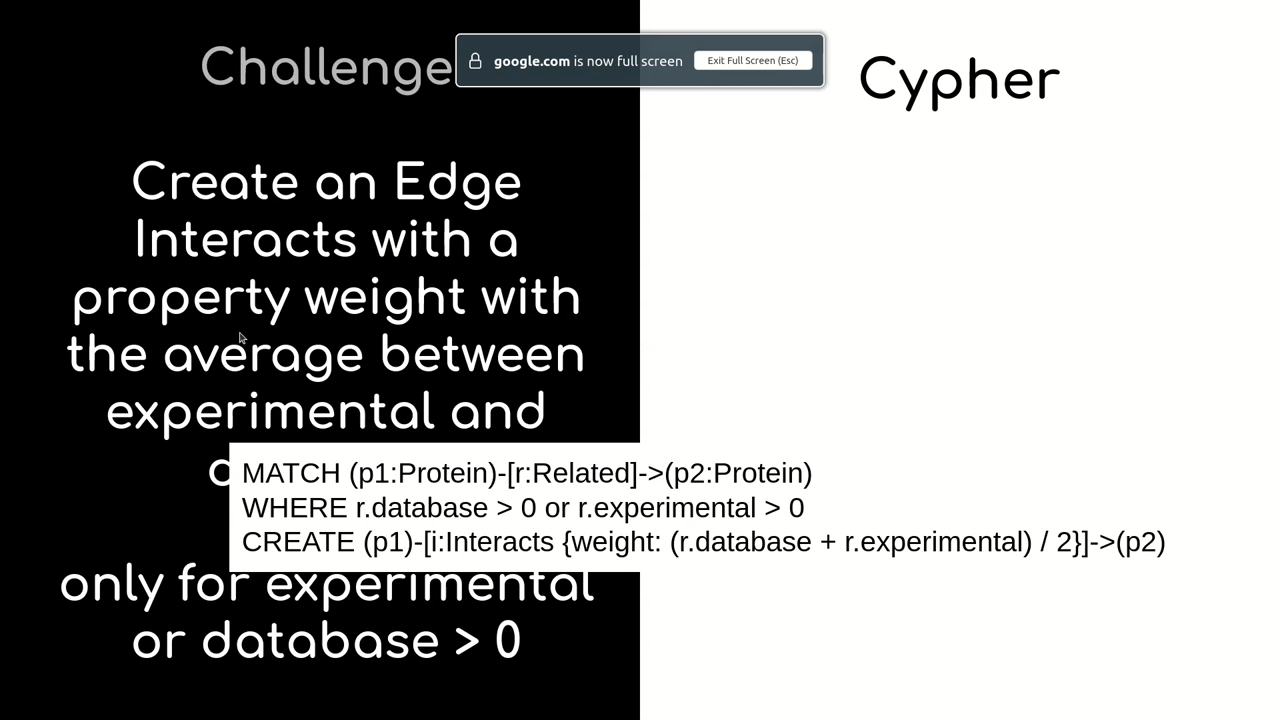 Challenge
google.com is now full screen
Exit Full Screen (Esc)
Cypher
Create an Edge
Interacts with a
property weight with
the average between
experimental and
MATCH (p1:Protein)-[r:Related]->(p2:Protein)
WHERE r.database > 0 or r.experimental > 0
CREATE (p1)-[i:Interacts {weight: (r.database + r.experimental) / 2}]->(p2)
only for experimental
or database > 0